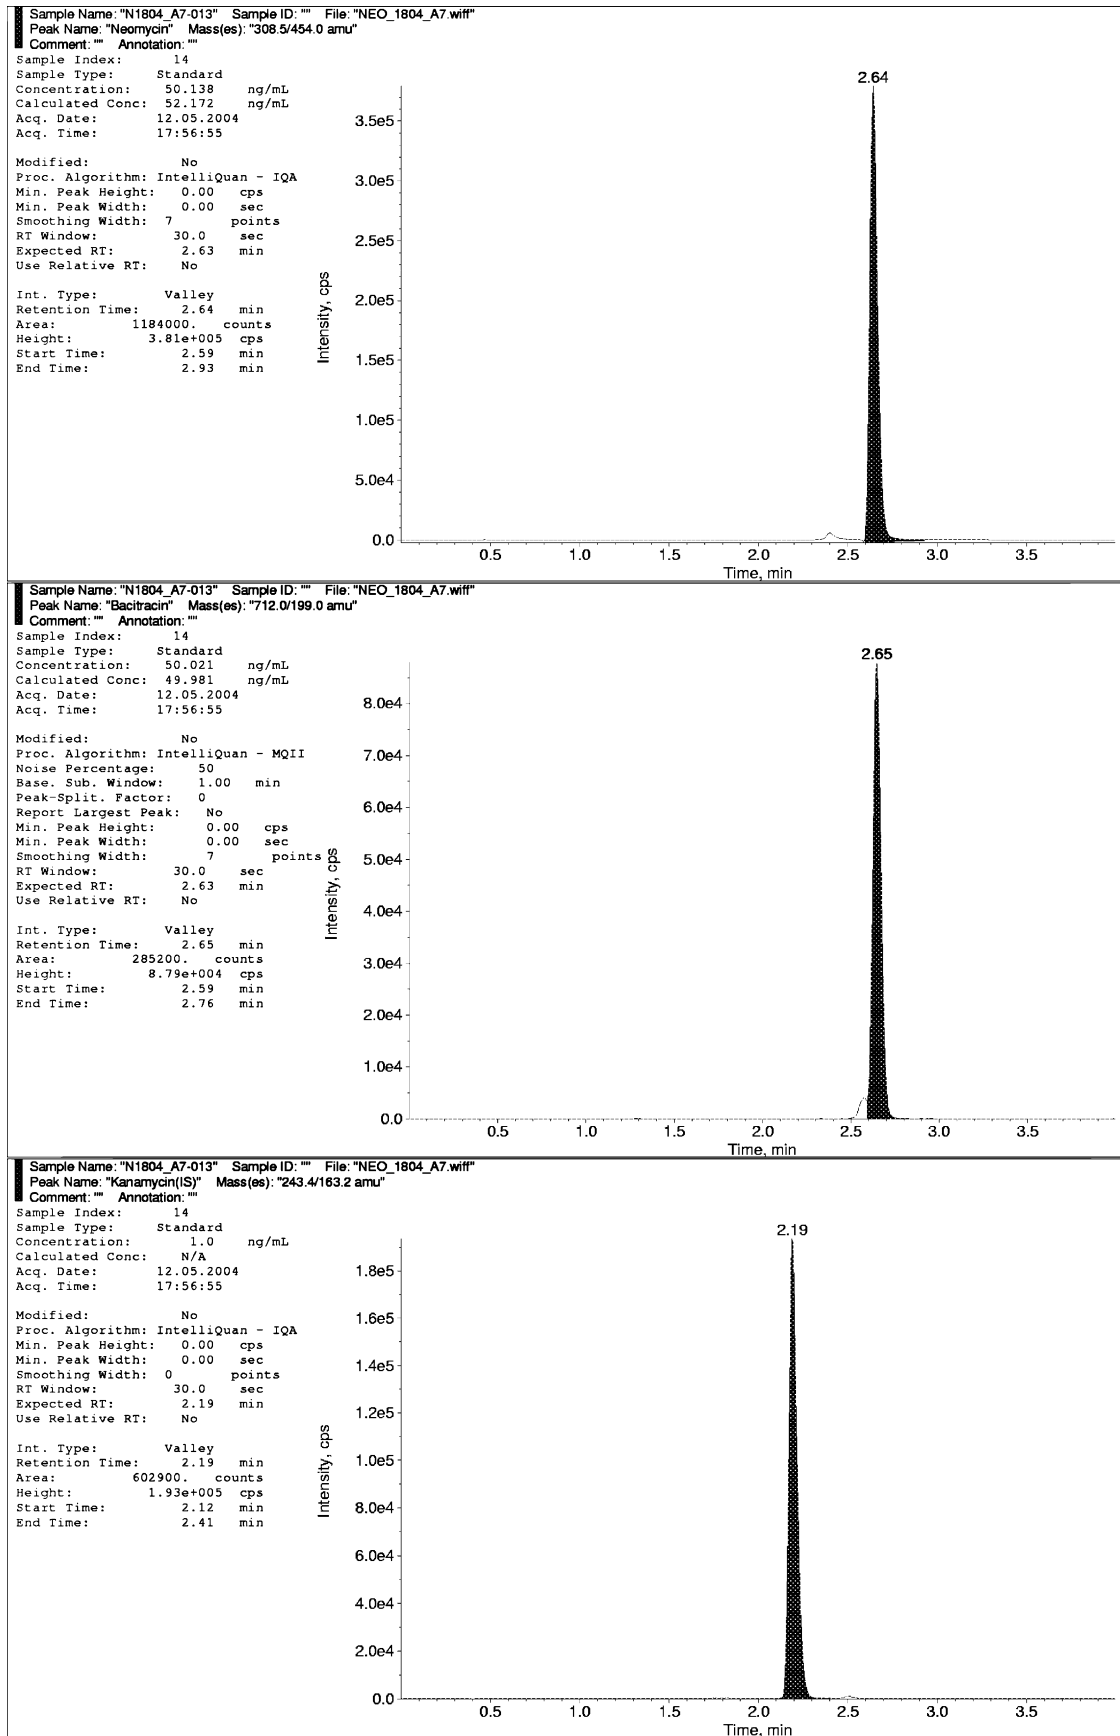 Sample Name: "N1804_A7-013" Sample ID: "" File: "NEO_1804_A7.wiff"
Peak Name: "Neomycin" Mass(es): "308.5/454.0 amu"
Comment: "" Annotation: ""
Sample Index: 14
Sample Type: Standard
Concentration: 50.138 ng/mL
Calculated Conc: 52.172 ng/mL
Acq. Date: 12.05.2004
Acq. Time: 17:56:55
Modified: No
Proc. Algorithm: IntelliQuan - IQA
Min. Peak Height: 0.00 cps
Min. Peak Width: 0.00 sec
Smoothing Width: 7 points
RT Window: 30.0 sec
Expected RT: 2.63 min
Use Relative RT: No
Int. Type: Valley
Retention Time: 2.64 min
Area: 1184000. counts
Height: 3.81e+005 cps
Start Time: 2.59 min
End Time: 2.93 min
2.64
3.5e5
3.0e5
2.5e5
2.0e5
1.5e5
1.0e5
5.0e4
0.0
Intensity, cps
0.5 1.0 1.5 2.0 2.5 3.0 3.5
Time, min
Sample Name: "N1804_A7-013" Sample ID: "" File: "NEO_1804_A7.wiff"
Peak Name: "Bacitracin" Mass(es): "712.0/199.0 amu"
Comment: "" Annotation: ""
Sample Index: 14
Sample Type: Standard
Concentration: 50.021 ng/mL
Calculated Conc: 49.981 ng/mL
Acq. Date: 12.05.2004
Acq. Time: 17:56:55
Modified: No
Proc. Algorithm: IntelliQuan - MQII
Noise Percentage: 50
Base. Sub. Window: 1.00 min
Peak-Split. Factor: 0
Report Largest Peak: No
Min. Peak Height: 0.00 cps
Min. Peak Width: 0.00 sec
Smoothing Width: 7 points
RT Window: 30.0 sec
Expected RT: 2.63 min
Use Relative RT: No
Int. Type: Valley
Retention Time: 2.65 min
Area: 285200. counts
Height: 8.79e+004 cps
Start Time: 2.59 min
End Time: 2.76 min
2.65
8.0e4
7.0e4
6.0e4
5.0e4
4.0e4
3.0e4
2.0e4
1.0e4
0.0
Intensity, cps
0.5 1.0 1.5 2.0 2.5 3.0 3.5
Time, min
Sample Name: "N1804_A7-013" Sample ID: "" File: "NEO_1804_A7.wiff"
Peak Name: "Kanamycin(IS)" Mass(es): "243.4/163.2 amu"
Comment: "" Annotation: ""
Sample Index: 14
Sample Type: Standard
Concentration: 1.0 ng/mL
Calculated Conc: N/A
Acq. Date: 12.05.2004
Acq. Time: 17:56:55
Modified: No
Proc. Algorithm: IntelliQuan - IQA
Min. Peak Height: 0.00 cps
Min. Peak Width: 0.00 sec
Smoothing Width: 0 points
RT Window: 30.0 sec
Expected RT: 2.19 min
Use Relative RT: No
Int. Type: Valley
Retention Time: 2.19 min
Area: 602900. counts
Height: 1.93e+005 cps
Start Time: 2.12 min
End Time: 2.41 min
2.19
1.8e5
1.6e5
1.4e5
1.2e5
1.0e5
8.0e4
6.0e4
4.0e4
2.0e4
0.0
Intensity, cps
0.5 1.0 1.5 2.0 2.5 3.0 3.5
Time, min